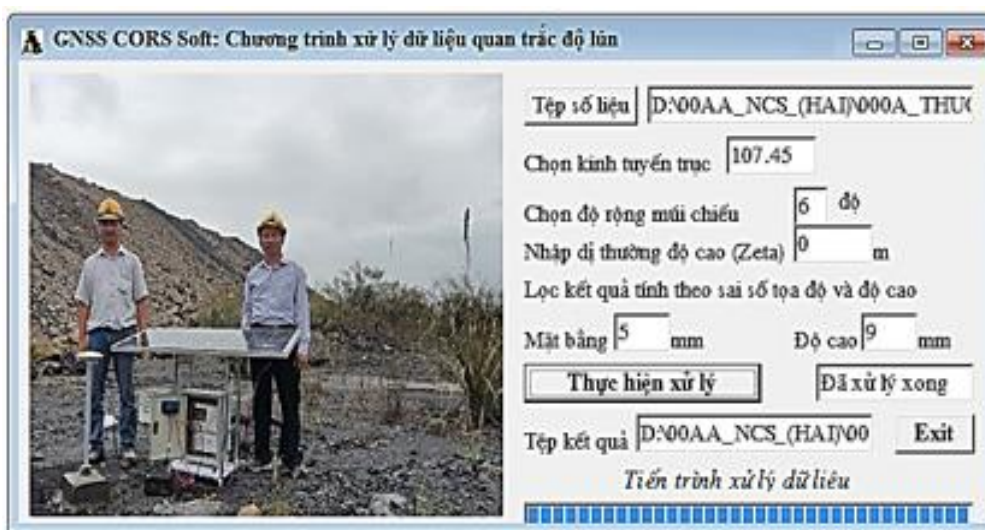 GNSS CORS Soft: Chương trình xử lý dữ liệu quan trắc độ lún
Tệp số liệu D:\00AA_NCS_(HAI)\000A_THUC
Chọn kinh tuyến trục 107.45
Chọn độ rộng múi chiếu 6 độ
Nhập dị thường độ cao (Zeta) 0 m
Lọc kết quả tính theo sai số tọa độ và độ cao
Mặt bằng 5 mm Độ cao 9 mm
Thực hiện xử lý Đã xử lý xong
Tệp kết quả D:\00AA_NCS_(HAI)\00 Exit
Tiến trình xử lý dữ liêu